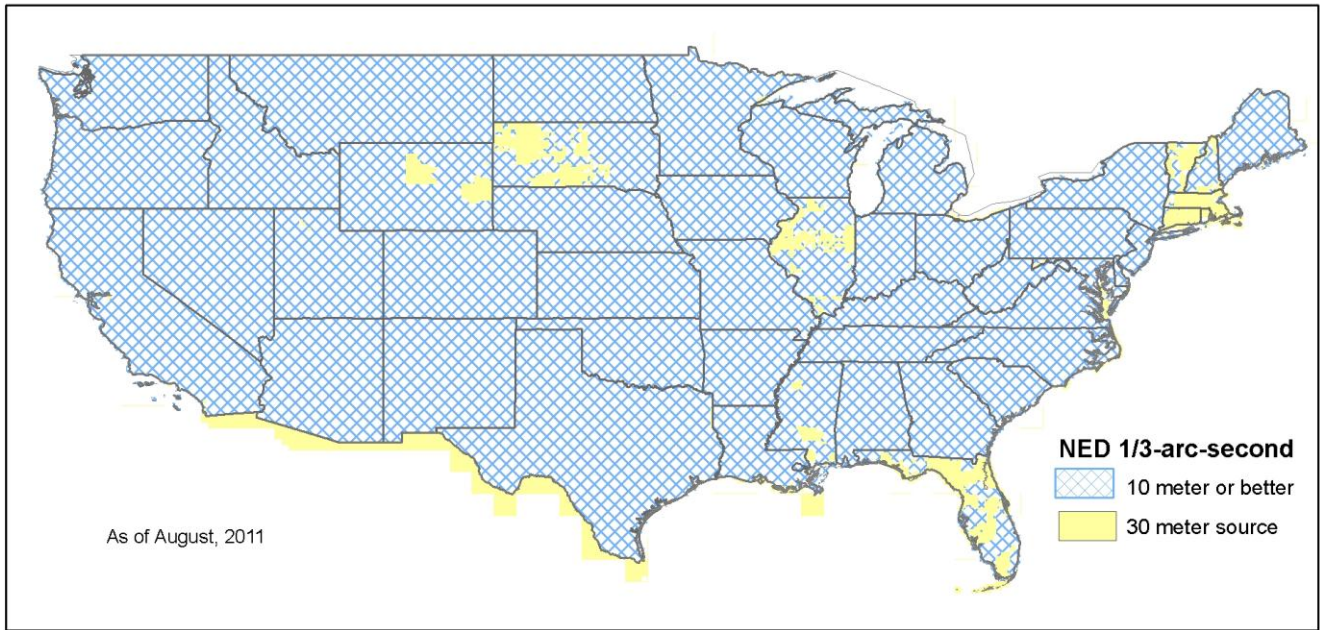 NED 1/3-arc-second
10 meter or better
30 meter source
As of August, 2011